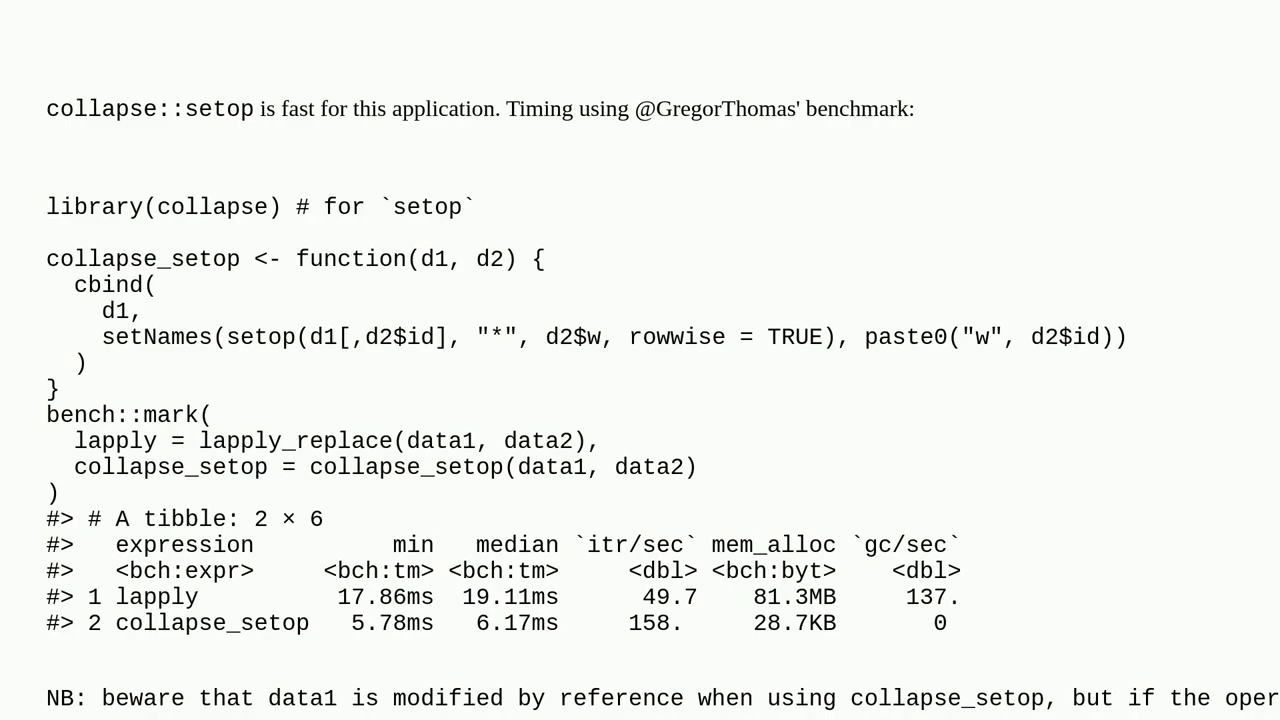 collapse::setop is fast for this application. Timing using @GregorThomas' benchmark:
library(collapse) # for `setop`
collapse_setop <- function(d1, d2) {
  cbind(
    d1,
    setNames(setop(d1[,d2$id], "*", d2$w, rowwise = TRUE), paste0("w", d2$id))
  )
}
bench::mark(
  lapply = lapply_replace(data1, data2),
  collapse_setop = collapse_setop(data1, data2)
)
#> # A tibble: 2 × 6
#>   expression          min   median `itr/sec` mem_alloc `gc/sec`
#>   <bch:expr>     <bch:tm> <bch:tm>     <dbl> <bch:byt>    <dbl>
#> 1 lapply          17.86ms  19.11ms      49.7    81.3MB     137.
#> 2 collapse_setop   5.78ms   6.17ms     158.     28.7KB       0
NB: beware that data1 is modified by reference when using collapse_setop, but if the oper